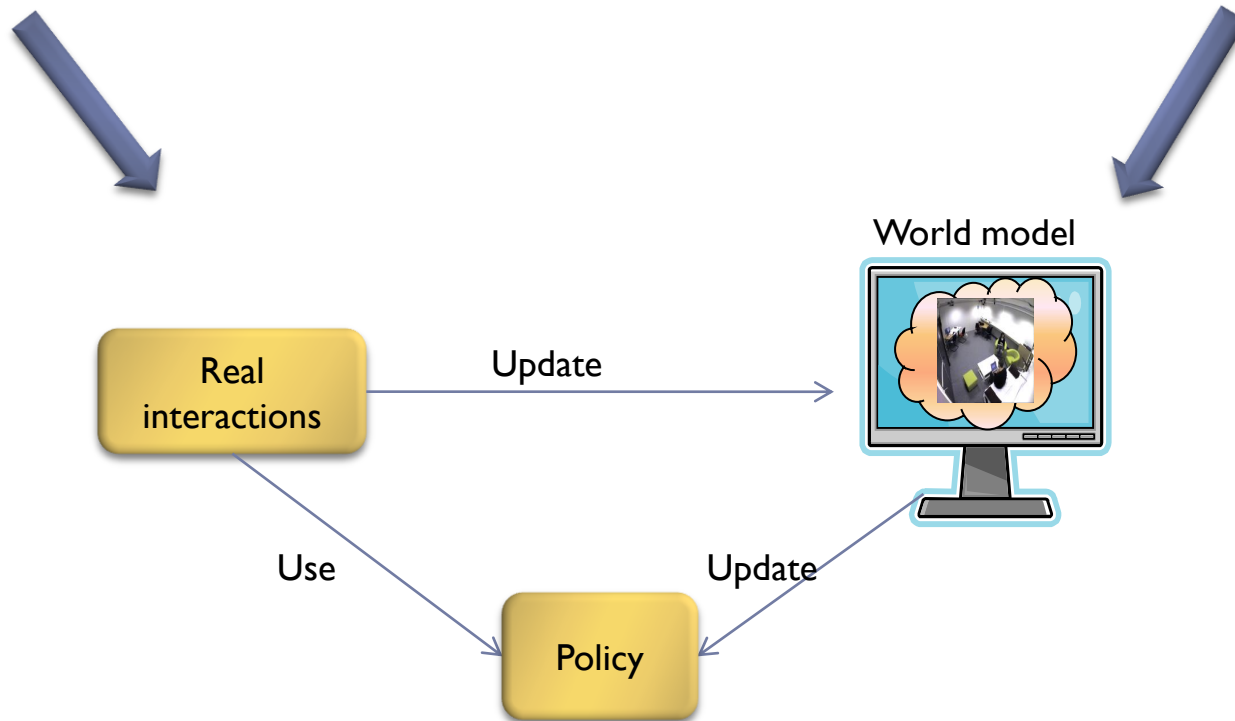 World model
Real
interactions
Update
Use
Update
Policy